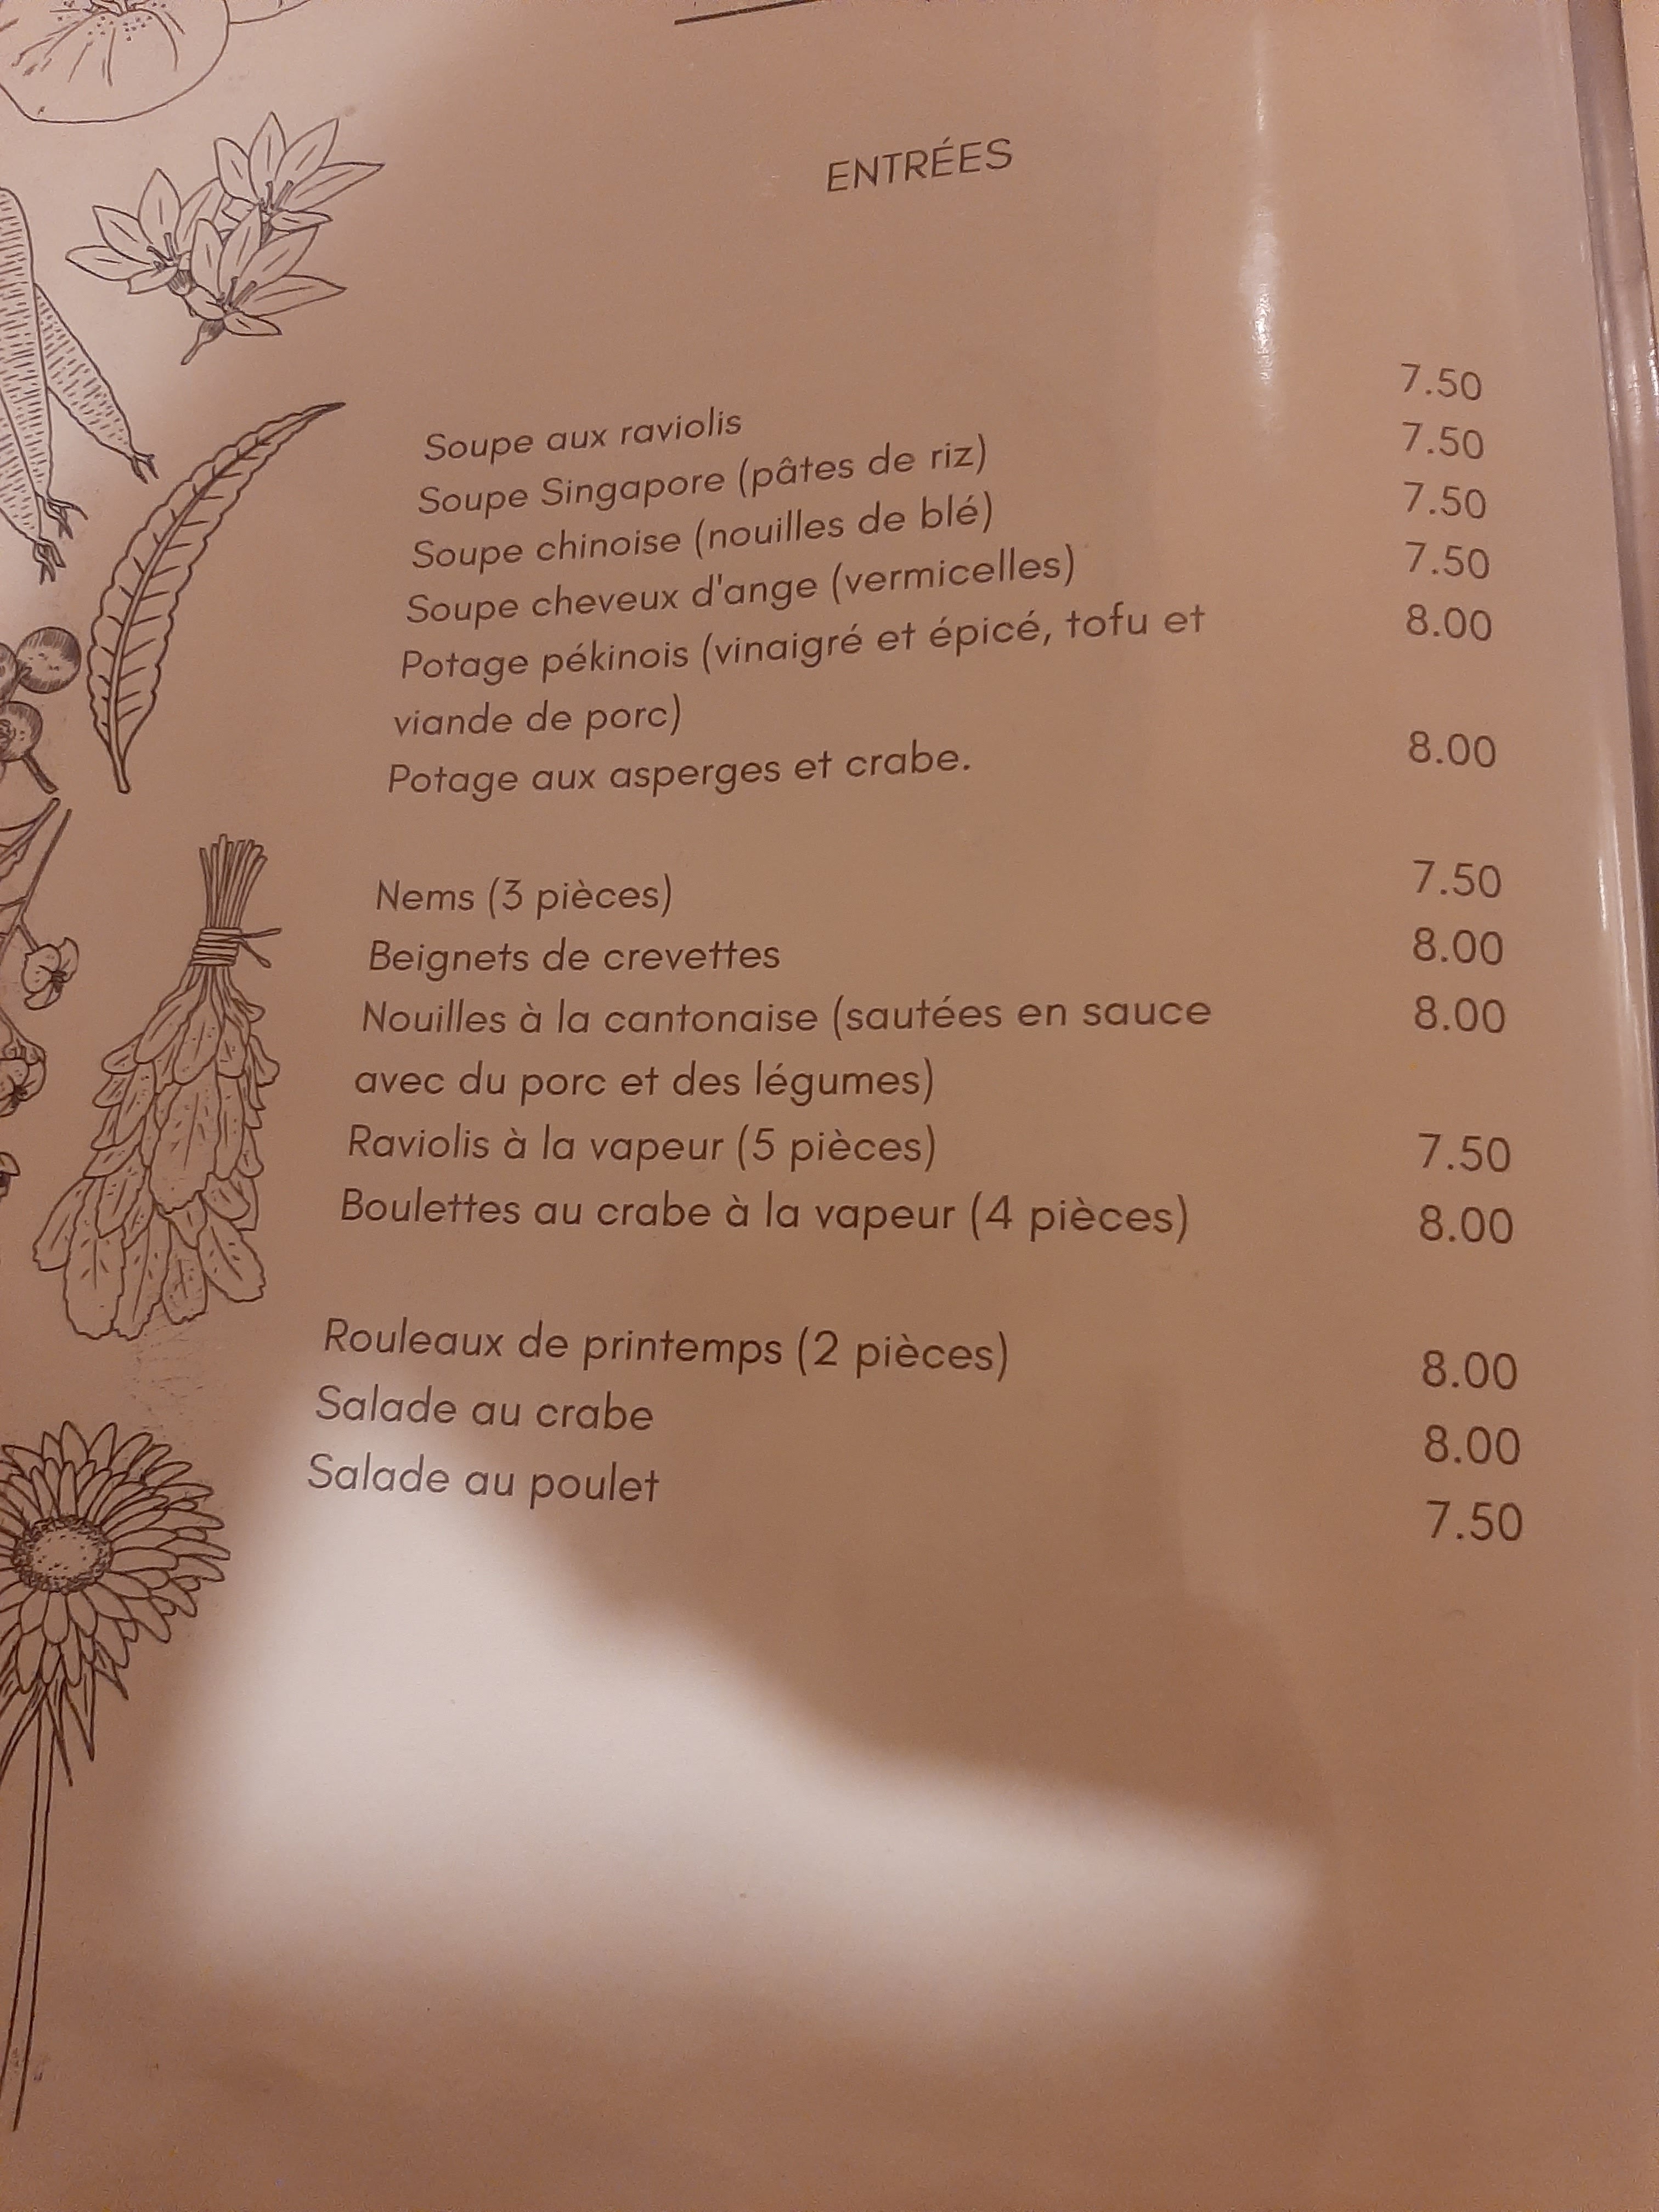 ENTRÉES
Soupe aux raviolis 7.50
Soupe Singapore (pâtes de riz) 7.50
Soupe chinoise (nouilles de blé) 7.50
Soupe cheveux d'ange (vermicelles) 7.50
Potage pékinois (vinaigré et épicé, tofu et 8.00
viande de porc)
Potage aux asperges et crabe. 8.00
Nems (3 pièces) 7.50
Beignets de crevettes 8.00
Nouilles à la cantonaise (sautées en sauce 8.00
avec du porc et des légumes)
Raviolis à la vapeur (5 pièces) 7.50
Boulettes au crabe à la vapeur (4 pièces) 8.00
Rouleaux de printemps (2 pièces) 8.00
Salade au crabe 8.00
Salade au poulet 7.50